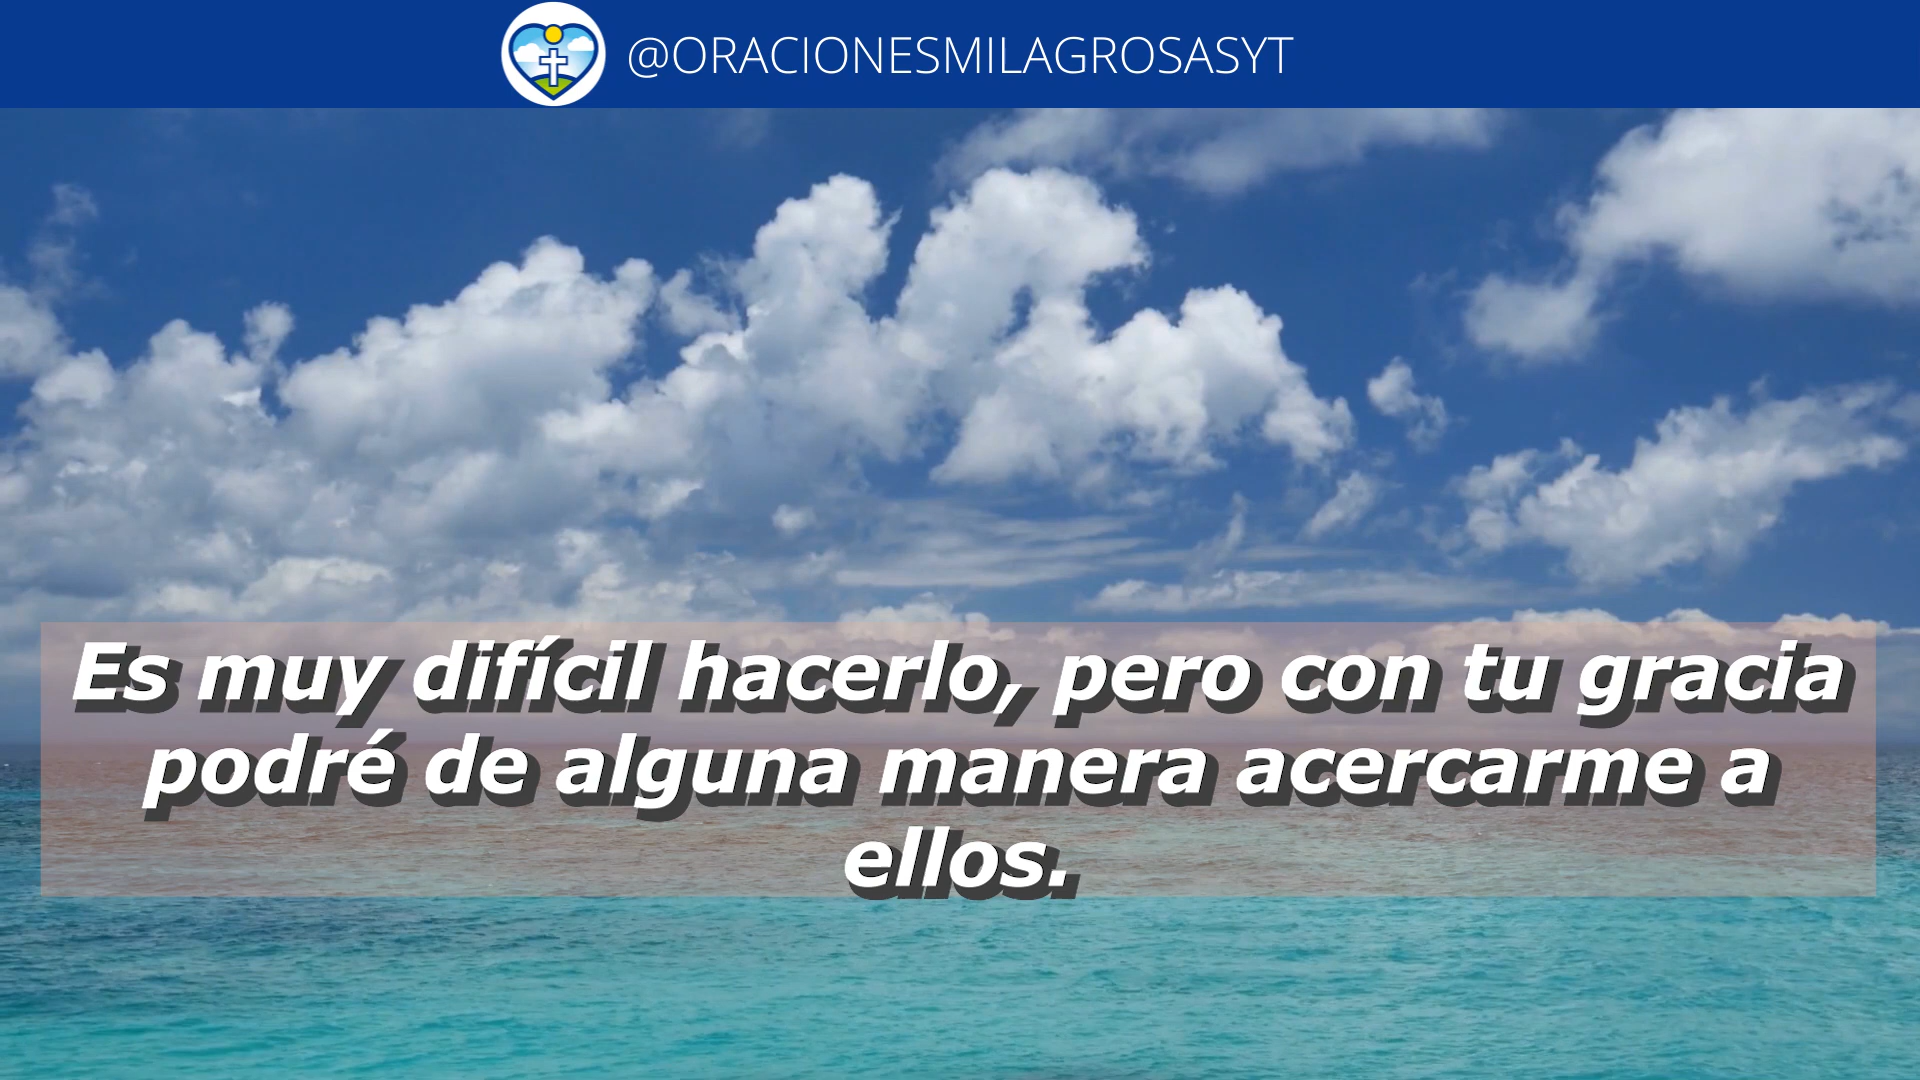 @ORACIONESMILAGROSASYT
Es muy difícil hacerlo, pero con tu gracia
podré de alguna manera acercarme a
ellos.